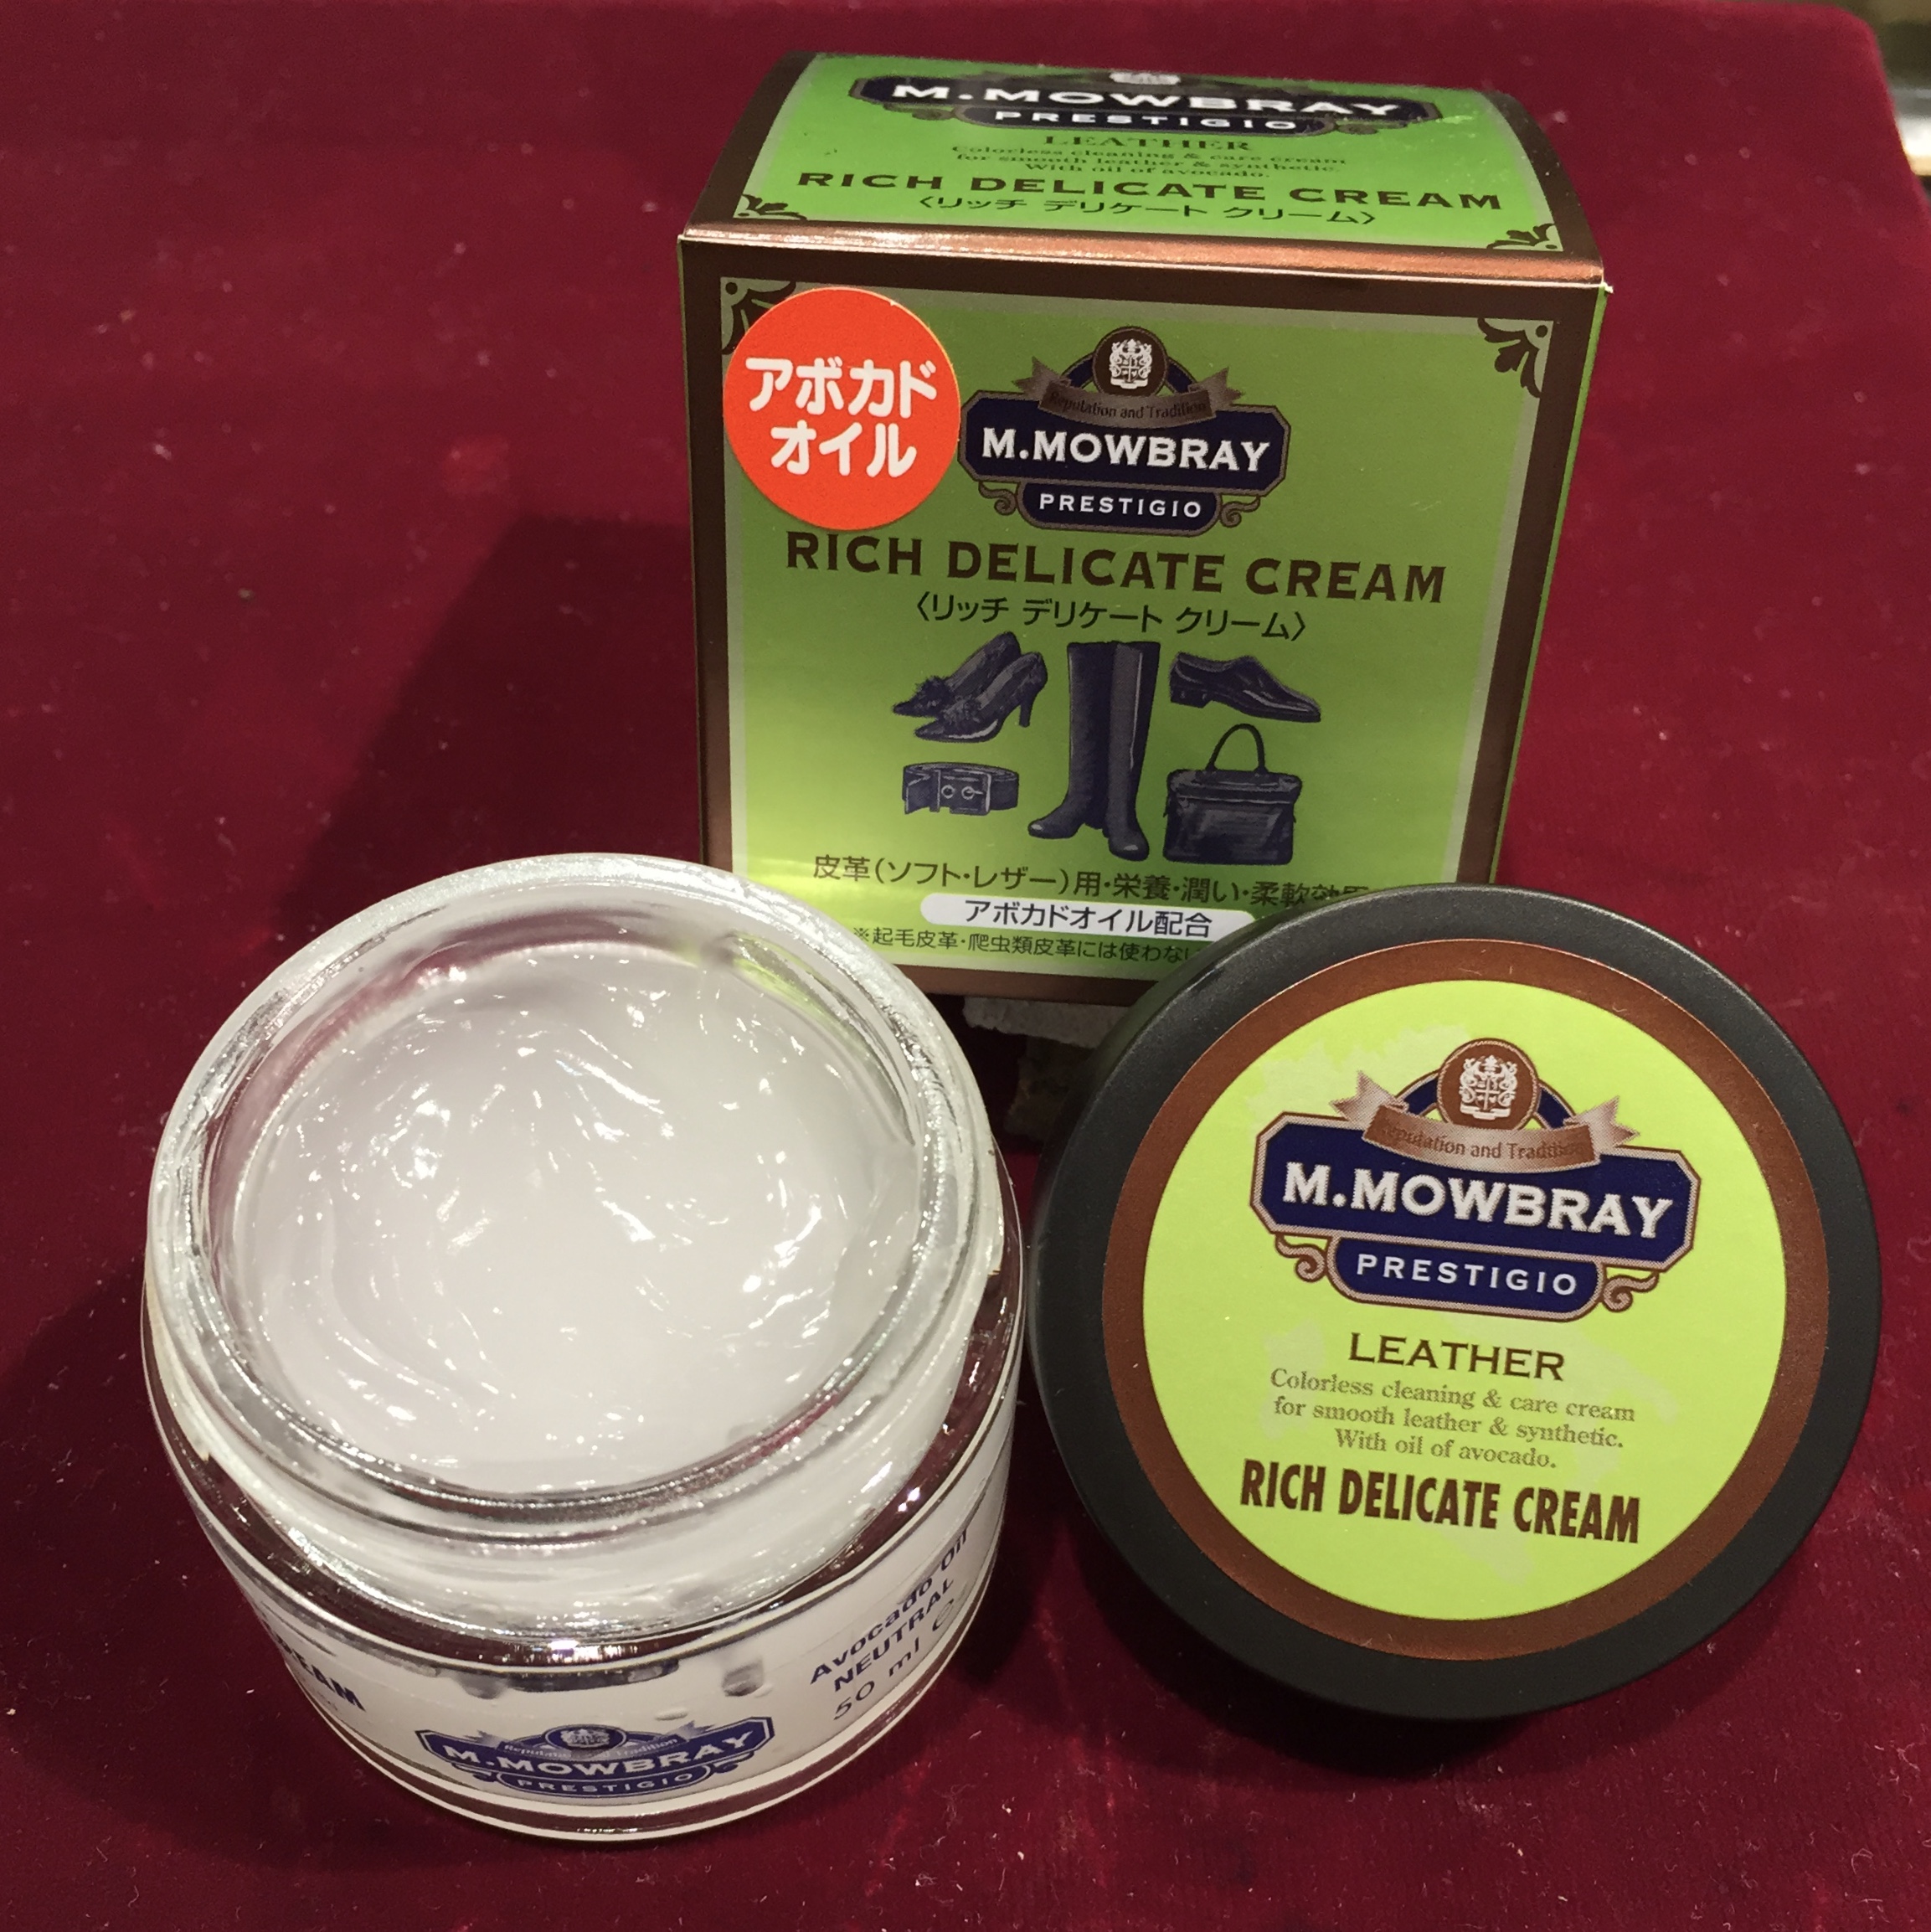 M.MOWBRAY
PRESTIGIO
LEATHER
Colorless cleaning & care cream
for smooth leather & synthetic.
With oil of avocado.
RICH DELICATE CREAM
〈リッチ デリケート クリーム〉
アボカド
オイル
Reputation and Tradition
M.MOWBRAY
PRESTIGIO
RICH DELICATE CREAM
〈リッチ デリケート クリーム〉
皮革(ソフト・レザー)用・栄養・潤い・柔軟効果
アボカドオイル配合
※起毛皮革・爬虫類皮革には使わない
Reputation and Tradition
M.MOWBRAY
PRESTIGIO
LEATHER
Colorless cleaning & care cream
for smooth leather & synthetic.
With oil of avocado.
RICH DELICATE CREAM
Avocado Oil
NEUTRAL
50 ml
Reputation and Tradition
M.MOWBRAY
PRESTIGIO